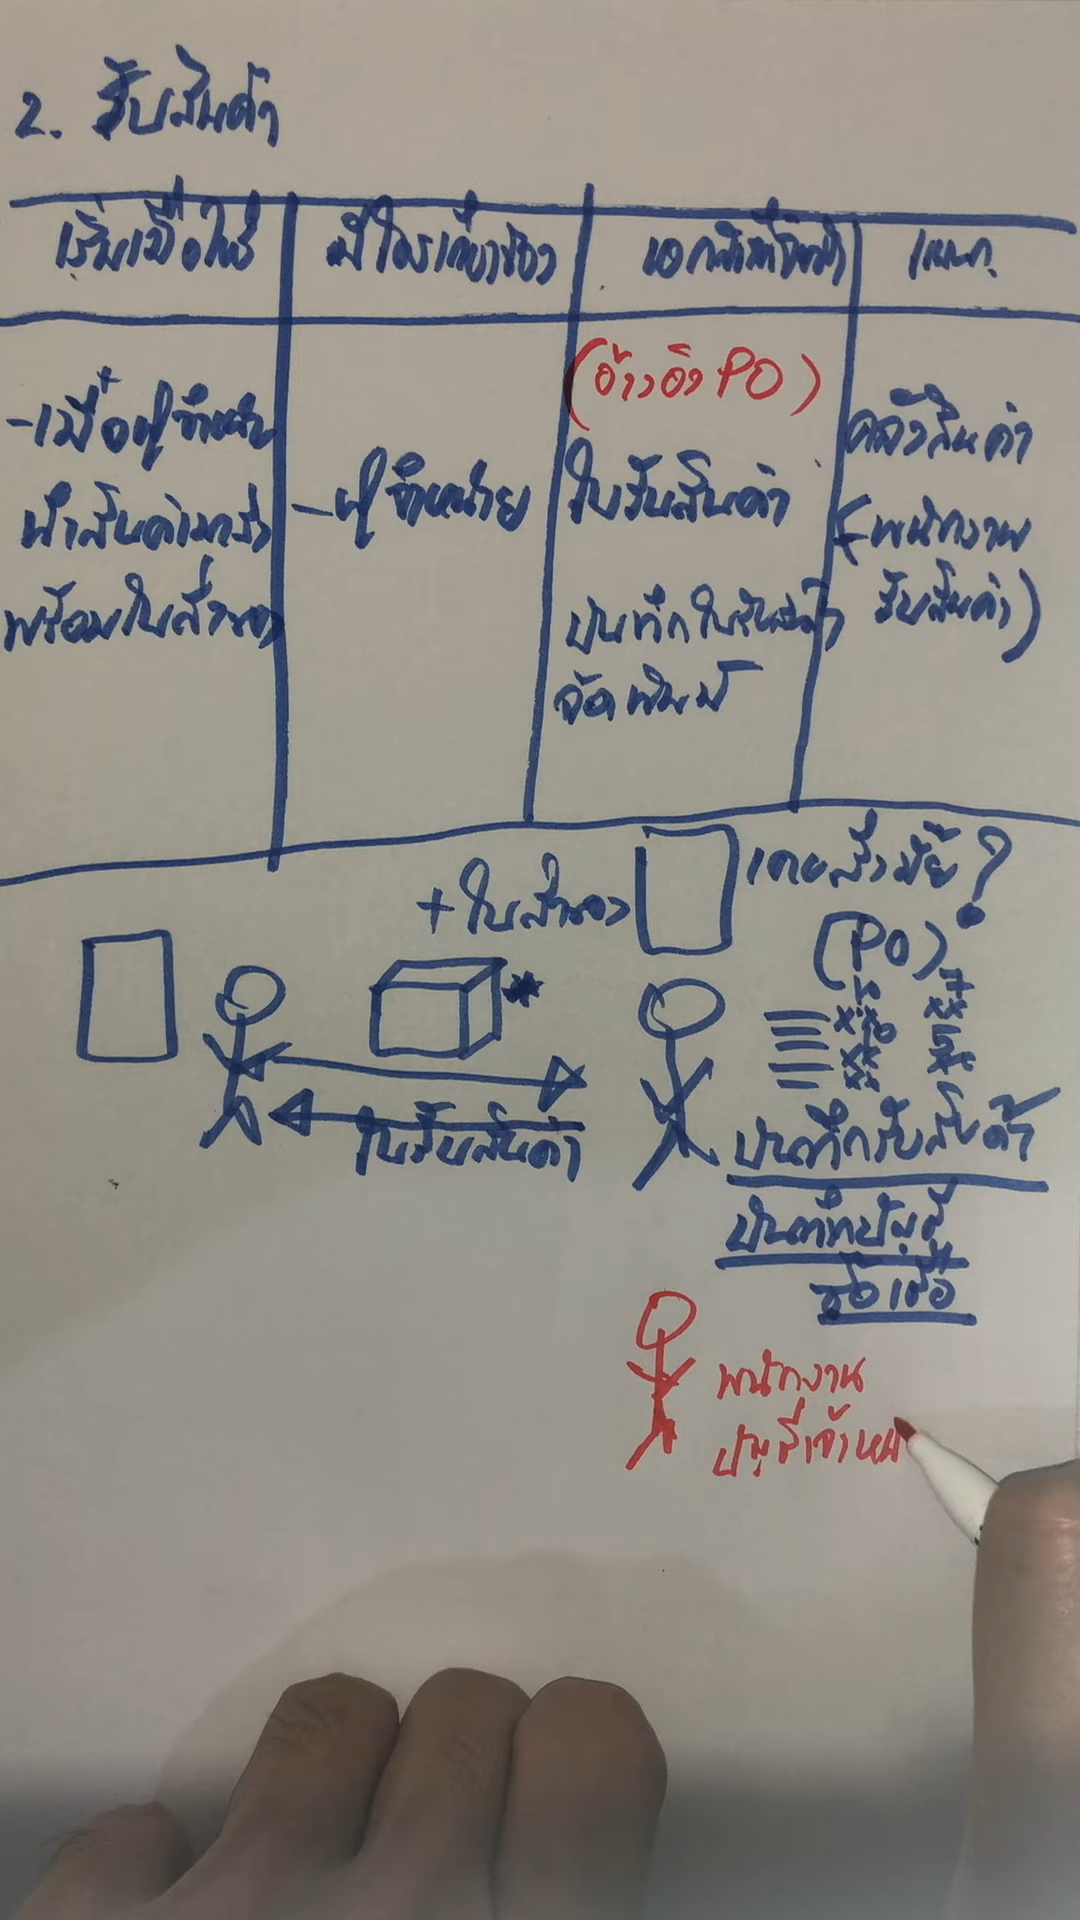 2. รับสินค้า
เริ่มเมื่อไหร่
มีใครเกี่ยวข้อง
เอกสารที่จัดทำ
แผนก
-เมื่อผู้จำหน่าย
นำสินค้ามาส่ง
พร้อมใบส่งของ
-ผู้จำหน่าย
(อ้างอิง PO)
ใบรับสินค้า
บันทึกใบรับสินค้า
จัดพิมพ์
คลังสินค้า
(พนักงาน
รับสินค้า)
+ใบส่งของ
เคยสั่งมั้ย?
(PO)
ใบรับสินค้า
บันทึกรับสินค้า
บันทึกบัญชี
ซื้อเชื่อ
พนักงาน
บัญชีเจ้าหน